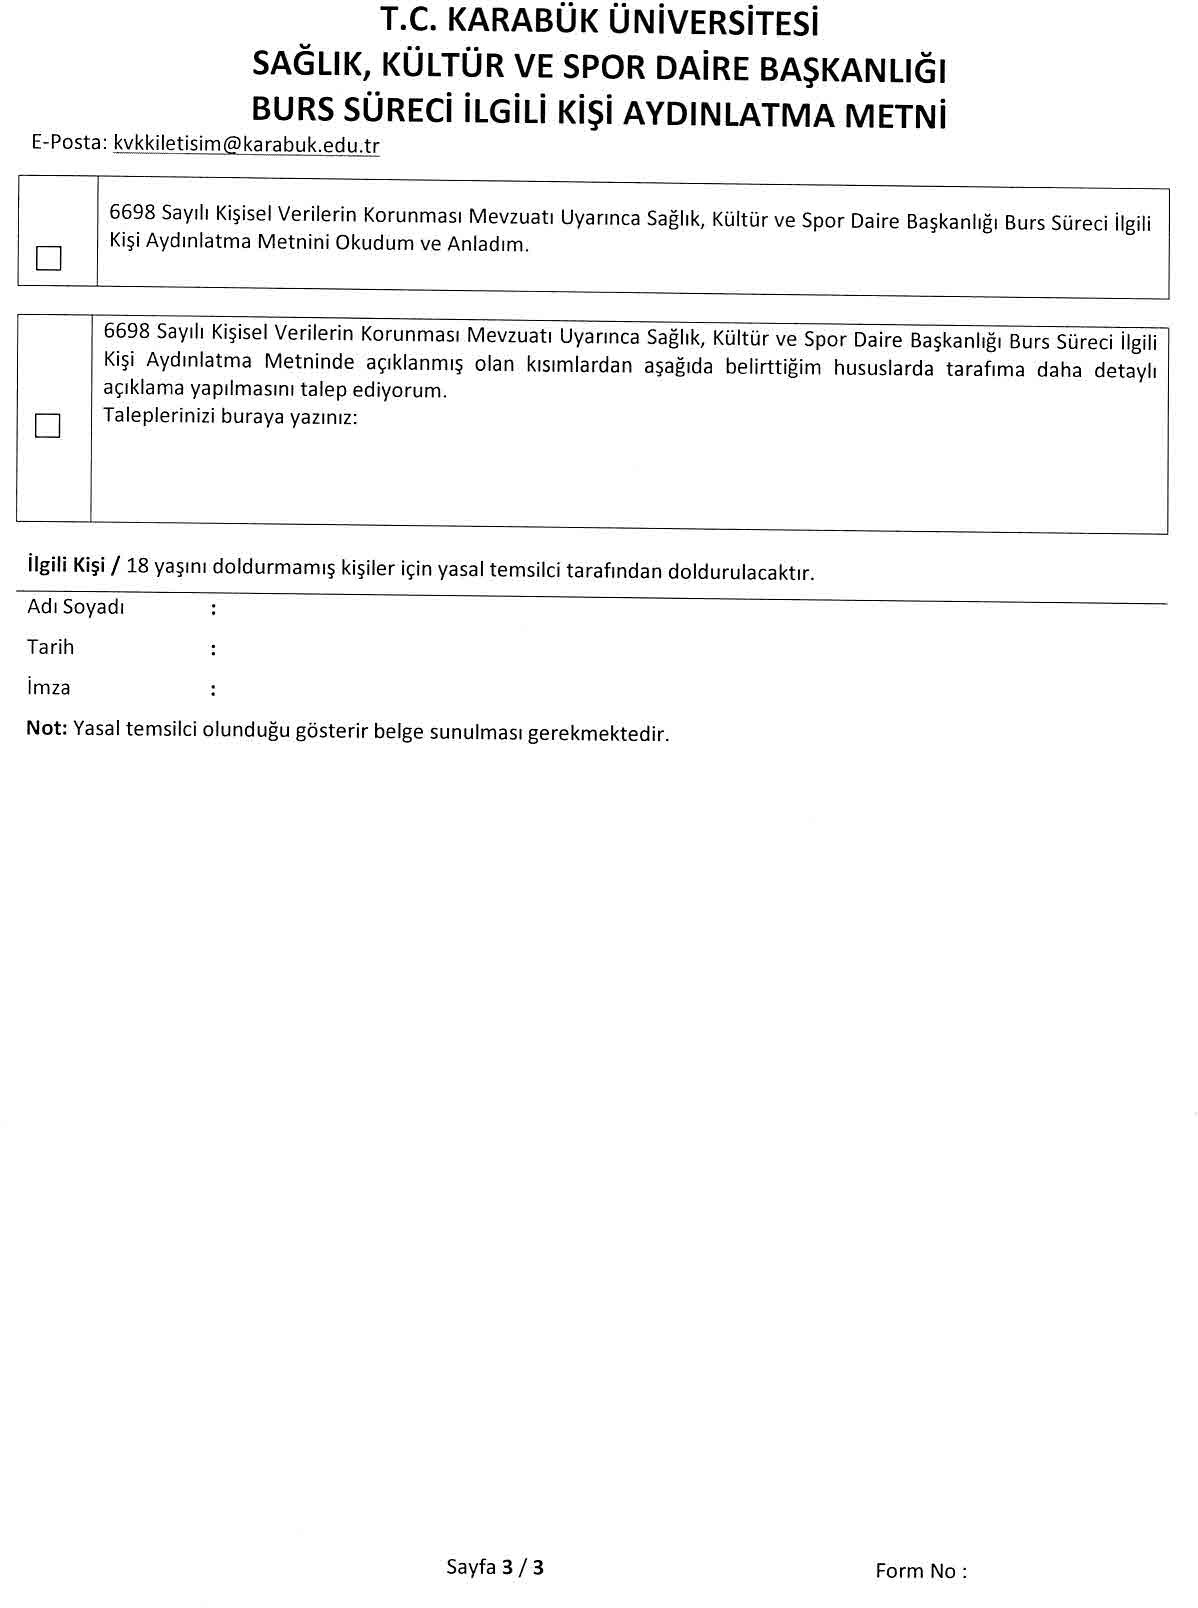 T.C. KARABÜK ÜNİVERSİTESİ
SAĞLIK, KÜLTÜR VE SPOR DAİRE BAŞKANLIĞI
BURS SÜRECİ İLGİLİ KİŞİ AYDINLATMA METNİ
E-Posta: kvkkiletisim@karabuk.edu.tr
6698 Sayılı Kişisel Verilerin Korunması Mevzuatı Uyarınca Sağlık, Kültür ve Spor Daire Başkanlığı Burs Süreci İlgili
Kişi Aydınlatma Metnini Okudum ve Anladım.
6698 Sayılı Kişisel Verilerin Korunması Mevzuatı Uyarınca Sağlık, Kültür ve Spor Daire Başkanlığı Burs Süreci İlgili
Kişi Aydınlatma Metninde açıklanmış olan kısımlardan aşağıda belirttiğim hususlarda tarafıma daha detaylı
açıklama yapılmasını talep ediyorum.
Taleplerinizi buraya yazınız:
İlgili Kişi / 18 yaşını doldurmamış kişiler için yasal temsilci tarafından doldurulacaktır.
Adı Soyadı :
Tarih :
İmza :
Not: Yasal temsilci olunduğu gösterir belge sunulması gerekmektedir.
Sayfa 3 / 3 Form No :